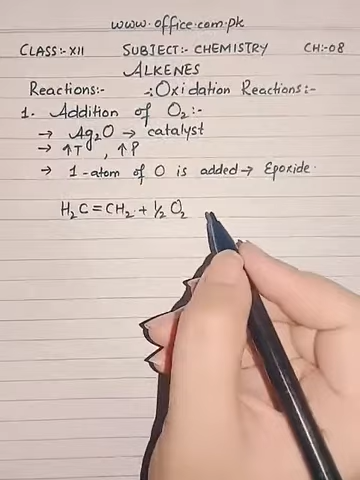 www.office.com.pk
CLASS:- XII SUBJECT:- CHEMISTRY CH:-08
ALKENES
Reactions:- :Oxidation Reactions:-
1. Addition of O₂:-
→ Ag₂O → catalyst
→ ↑T , ↑P
→ 1-atom of O is added → Epoxide.
H₂C=CH₂ + ½ O₂